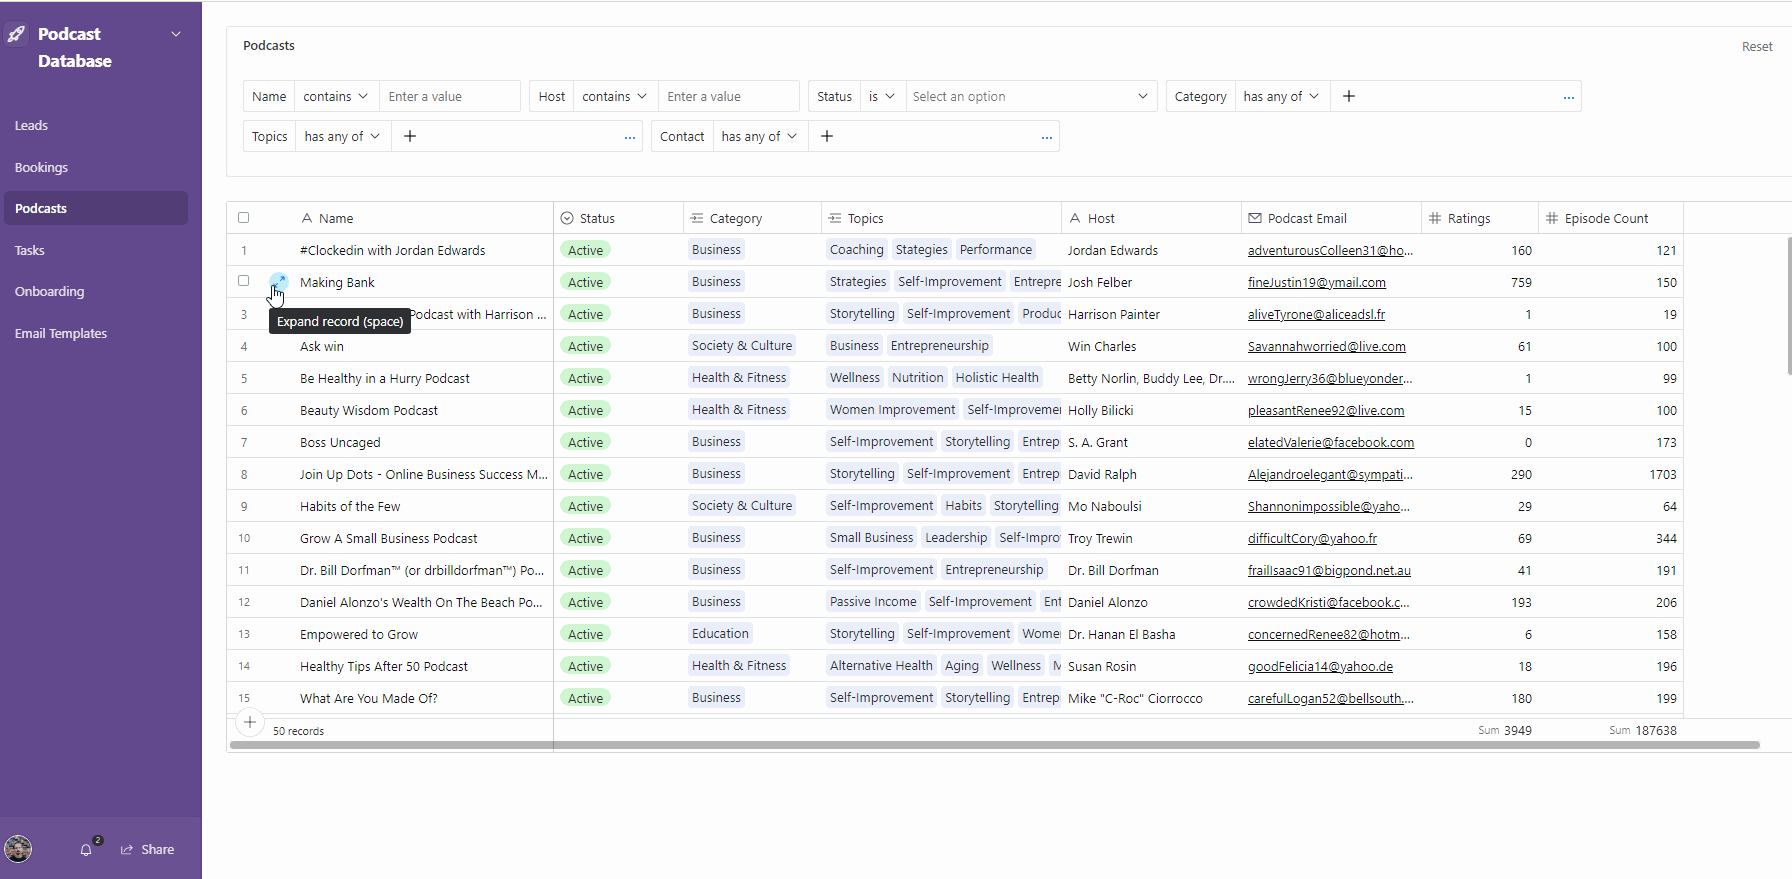 Podcast
Database
Leads
Bookings
Podcasts
Tasks
Onboarding
Email Templates
2
Share
Podcasts
Reset
Name contains Enter a value Host contains Enter a value Status is Select an option Category has any of + ...
Topics has any of + ... Contact has any of + ...
Name Status Category Topics Host Podcast Email Ratings Episode Count
1 #Clockedin with Jordan Edwards Active Business Coaching Stategies Performance Jordan Edwards adventurousColleen31@ho... 160 121
Making Bank Active Business Strategies Self-Improvement Entrepre Josh Felber fineJustin19@ymail.com 759 150
Expand record (space)
3 Podcast with Harrison ... Active Business Storytelling Self-Improvement Produc Harrison Painter aliveTyrone@aliceadsl.fr 1 19
4 Ask win Active Society & Culture Business Entrepreneurship Win Charles Savannahworried@live.com 61 100
5 Be Healthy in a Hurry Podcast Active Health & Fitness Wellness Nutrition Holistic Health Betty Norlin, Buddy Lee, Dr.... wrongJerry36@blueyonder... 1 99
6 Beauty Wisdom Podcast Active Health & Fitness Women Improvement Self-Improvemen Holly Bilicki pleasantRenee92@live.com 15 100
7 Boss Uncaged Active Business Self-Improvement Storytelling Entrep S. A. Grant elatedValerie@facebook.com 0 173
8 Join Up Dots - Online Business Success M... Active Business Storytelling Self-Improvement Entrep David Ralph Alejandroelegant@sympati... 290 1703
9 Habits of the Few Active Society & Culture Self-Improvement Habits Storytelling Mo Naboulsi Shannonimpossible@yaho... 29 64
10 Grow A Small Business Podcast Active Business Small Business Leadership Self-Impro Troy Trewin difficultCory@yahoo.fr 69 344
11 Dr. Bill Dorfman™ (or drbilldorfman™) Po... Active Business Self-Improvement Entrepreneurship Dr. Bill Dorfman frailIsaac91@bigpond.net.au 41 191
12 Daniel Alonzo's Wealth On The Beach Po... Active Business Passive Income Self-Improvement Ent Daniel Alonzo crowdedKristi@facebook.c... 193 206
13 Empowered to Grow Active Education Storytelling Self-Improvement Wome Dr. Hanan El Basha concernedRenee82@hotm... 6 158
14 Healthy Tips After 50 Podcast Active Health & Fitness Alternative Health Aging Wellness M Susan Rosin goodFelicia14@yahoo.de 18 196
15 What Are You Made Of? Active Business Self-Improvement Storytelling Entrep Mike "C-Roc" Ciorrocco carefulLogan52@bellsouth.... 180 199
+ 50 records Sum 3949 Sum 187638